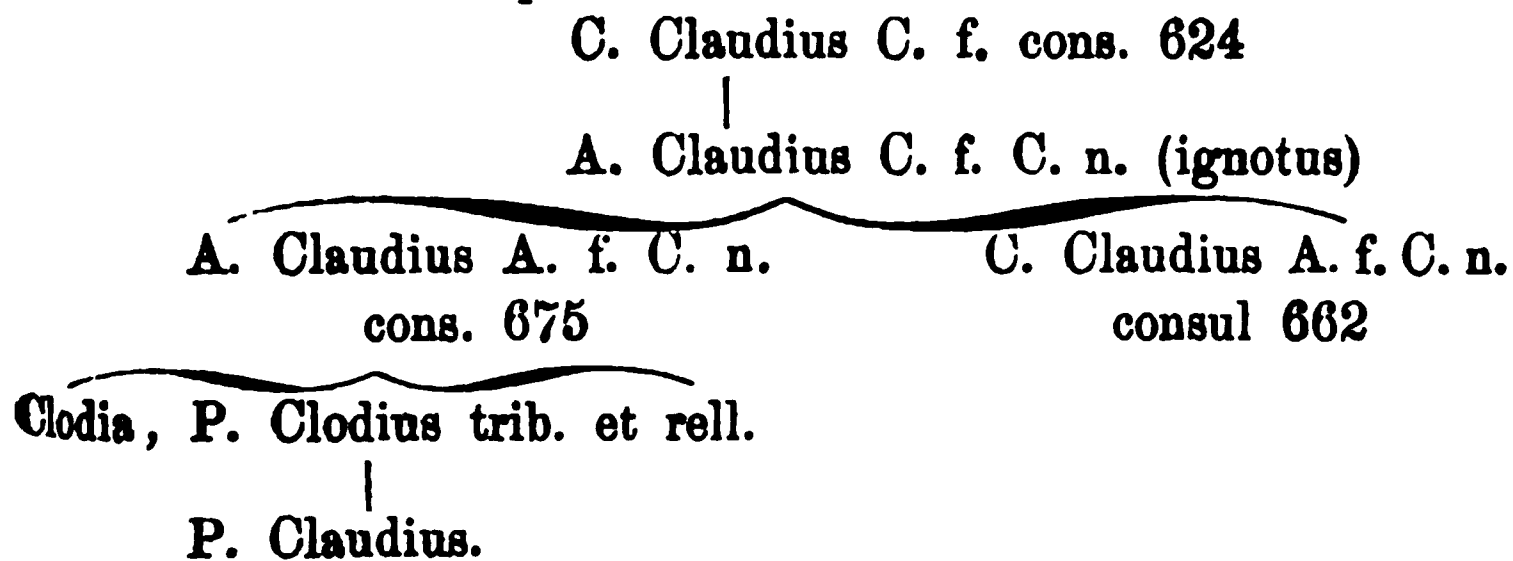 C. Claudius C. f. cons. 624
A. Claudius C. f. C. n. (ignotus)
A. Claudius A. f. C. n. C. Claudius A. f. C. n.
cons. 675 consul 662
Clodia, P. Clodius trib. et rell.
P. Claudius.